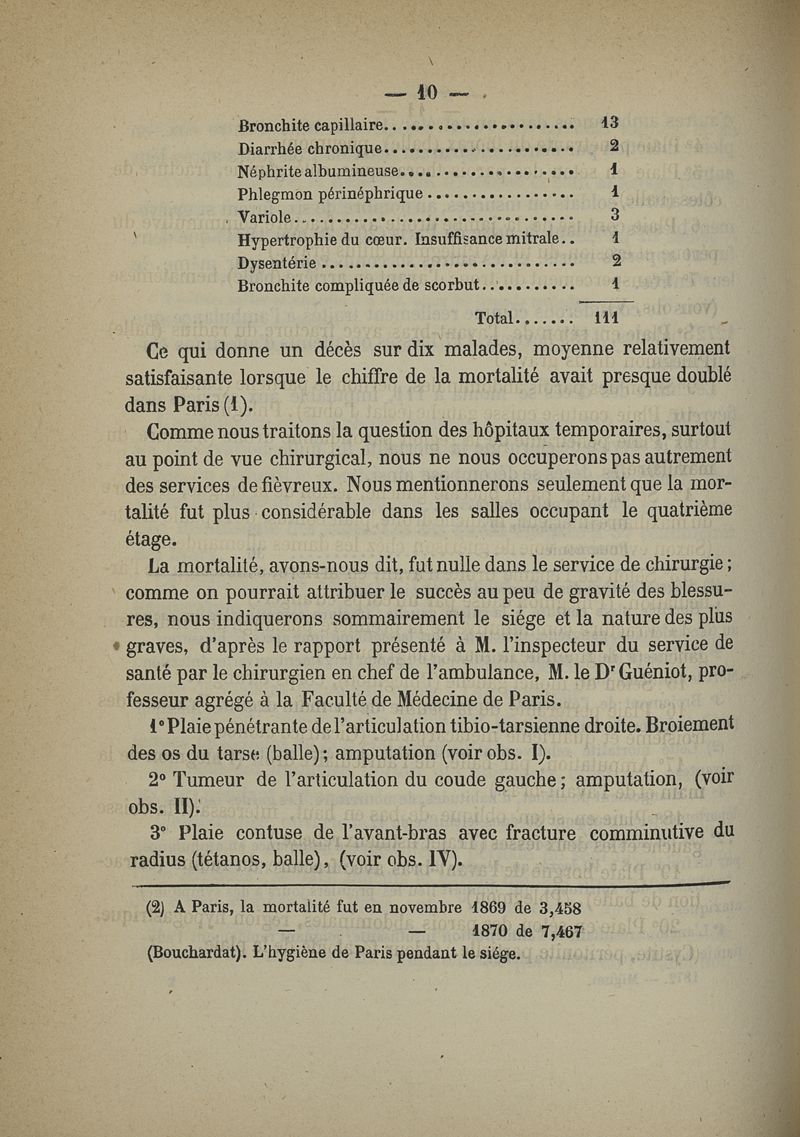 — 10 —
Bronchite capillaire...................... 13
Diarrhée chronique...................... 2
Néphrite albumineuse.................... 1
Phlegmon périnéphrique ................. 1
Variole................................. 3
Hypertrophie du cœur. Insuffisance mitrale.. 1
Dysentérie ............................. 2
Bronchite compliquée de scorbut........... 1
Total....... 111
Ce qui donne un décès sur dix malades, moyenne relativement
satisfaisante lorsque le chiffre de la mortalité avait presque doublé
dans Paris (1).
Comme nous traitons la question des hôpitaux temporaires, surtout
au point de vue chirurgical, nous ne nous occuperons pas autrement
des services de fièvreux. Nous mentionnerons seulement que la mor-
talité fut plus considérable dans les salles occupant le quatrième
étage.
La mortalité, avons-nous dit, fut nulle dans le service de chirurgie ;
comme on pourrait attribuer le succès au peu de gravité des blessu-
res, nous indiquerons sommairement le siége et la nature des plus
graves, d'après le rapport présenté à M. l'inspecteur du service de
santé par le chirurgien en chef de l'ambulance, M. le Dr Guéniot, pro-
fesseur agrégé à la Faculté de Médecine de Paris.
1° Plaie pénétrante de l'articulation tibio-tarsienne droite. Broiement
des os du tarse (balle) ; amputation (voir obs. I).
2° Tumeur de l'articulation du coude gauche ; amputation, (voir
obs. II).
3° Plaie contuse de l'avant-bras avec fracture comminutive du
radius (tétanos, balle), (voir obs. IV).
(2) A Paris, la mortalité fut en novembre 1869 de 3,458
— — 1870 de 7,467
(Bouchardat). L'hygiène de Paris pendant le siége.